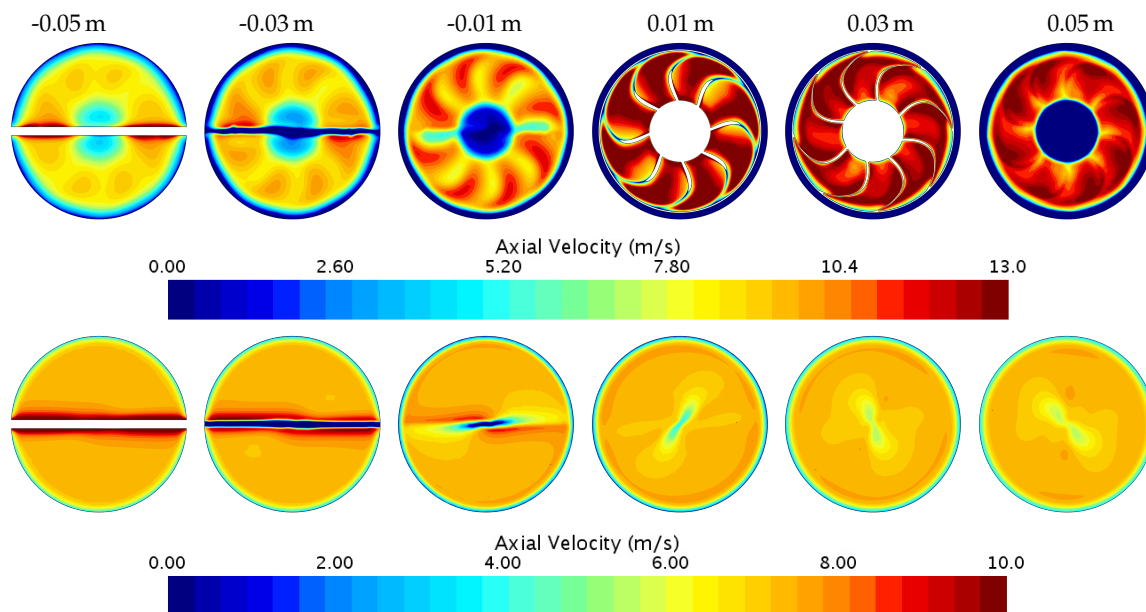 -0.05 m -0.03 m -0.01 m 0.01 m 0.03 m 0.05 m
Axial Velocity (m/s)
0.00 2.60 5.20 7.80 10.4 13.0
Axial Velocity (m/s)
0.00 2.00 4.00 6.00 8.00 10.0